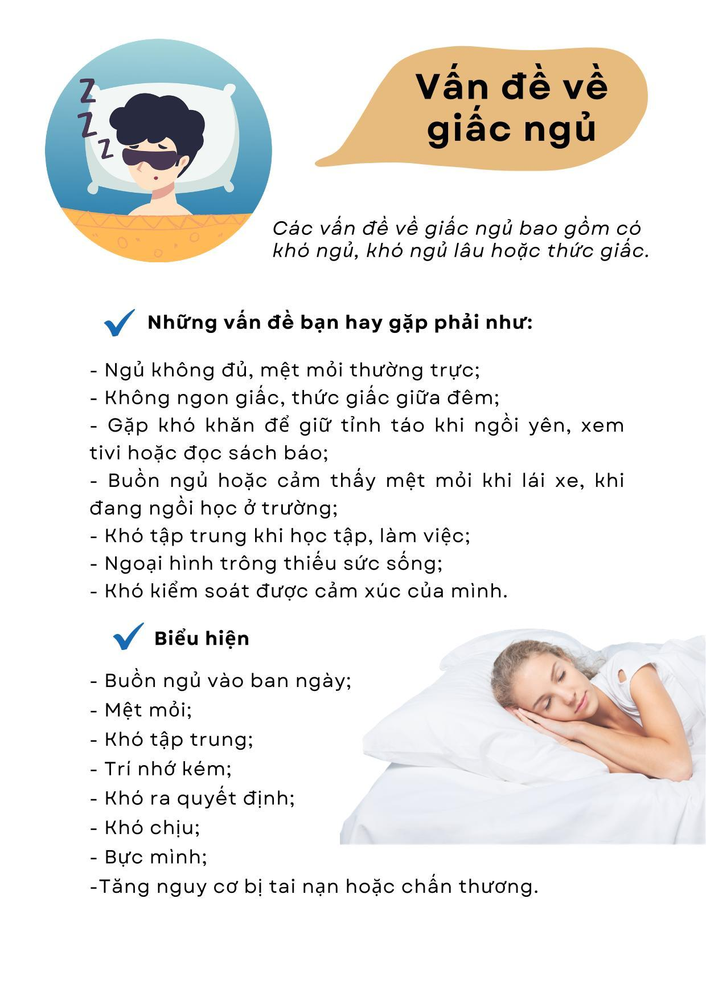 Z
Z
Z
Vấn đề về
giấc ngủ
Các vấn đề về giấc ngủ bao gồm có
khó ngủ, khó ngủ lâu hoặc thức giấc.
Những vấn đề bạn hay gặp phải như:
- Ngủ không đủ, mệt mỏi thường trực;
- Không ngon giấc, thức giấc giữa đêm;
- Gặp khó khăn để giữ tỉnh táo khi ngồi yên, xem
tivi hoặc đọc sách báo;
- Buồn ngủ hoặc cảm thấy mệt mỏi khi lái xe, khi
đang ngồi học ở trường;
- Khó tập trung khi học tập, làm việc;
- Ngoại hình trông thiếu sức sống;
- Khó kiểm soát được cảm xúc của mình.
Biểu hiện
- Buồn ngủ vào ban ngày;
- Mệt mỏi;
- Khó tập trung;
- Trí nhớ kém;
- Khó ra quyết định;
- Khó chịu;
- Bực mình;
-Tăng nguy cơ bị tai nạn hoặc chấn thương.